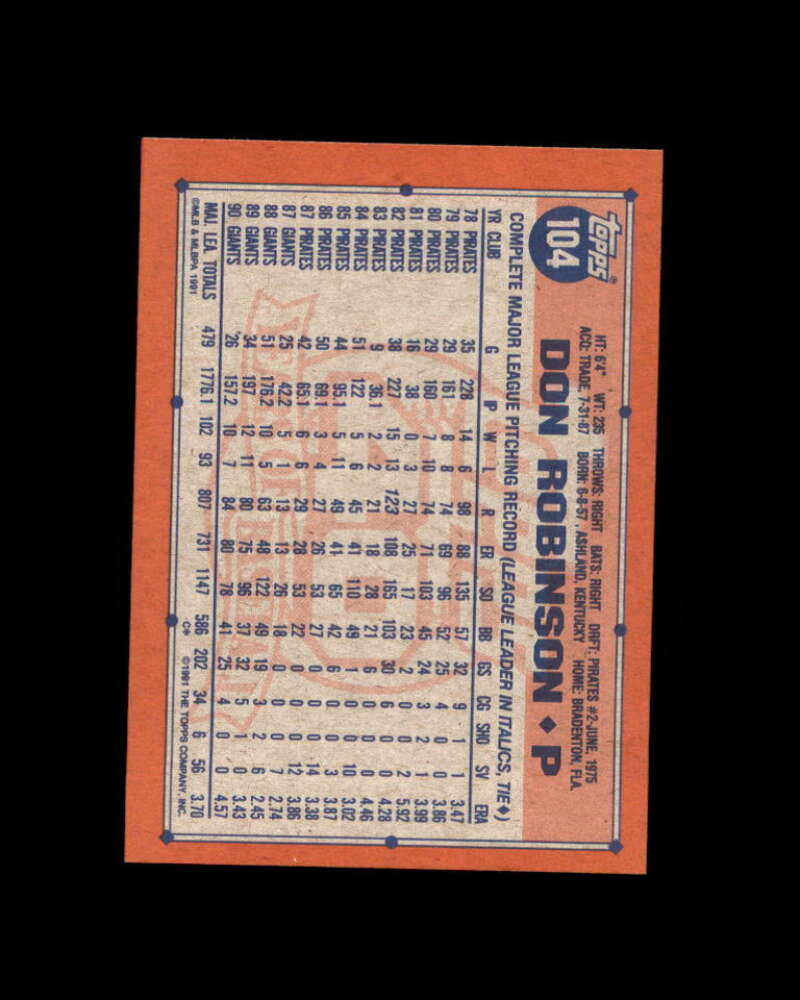 topps®
104
HT: 6'4" WT: 235 THROWS: RIGHT BATS: RIGHT DRFT: PIRATES #2-JUNE, 1975
ACQ: TRADE, 7-31-87 BORN: 6-8-57, ASHLAND, KENTUCKY HOME: BRADENTON, FLA.
DON ROBINSON ♦ P
COMPLETE MAJOR LEAGUE PITCHING RECORD (LEAGUE LEADER IN ITALICS, TIE♦)
YR CLUB G IP W L R ER SO BB GS CG SHO SV ERA
78 PIRATES 35 228 14 6 98 88 135 57 32 9 1 1 3.47
79 PIRATES 29 161 8 8 74 69 96 52 25 4 0 0 3.86
80 PIRATES 29 160 7 10 74 71 103 45 24 3 2 1 3.99
81 PIRATES 16 38 0 3 27 25 17 23 2 0 0 2 5.92
82 PIRATES 38 227 15 13 123 108 165 103 30 6 0 0 4.28
83 PIRATES 9 36.1 2 2 21 18 28 21 6 0 0 0 4.46
84 PIRATES 51 122 5 6 45 41 110 49 1 0 0 10 3.02
85 PIRATES 44 95.1 5 11 49 41 65 42 6 0 0 3 3.87
86 PIRATES 50 69.1 3 4 27 26 53 27 0 0 0 14 3.38
87 PIRATES 42 65.1 6 6 29 28 53 22 0 0 0 12 3.86
87 GIANTS 25 42.2 5 1 13 13 26 18 0 0 0 7 2.74
88 GIANTS 51 176.2 10 5 63 48 122 49 19 3 2 6 2.45
89 GIANTS 34 197 12 11 80 75 96 37 32 5 1 0 3.43
90 GIANTS 26 157.2 10 7 84 80 78 41 25 4 0 0 4.57
MAJ. LEA. TOTALS 479 1776.1 102 93 807 731 1147 586 202 34 6 56 3.70
©MLB & MLBPA 1991 C* ©1991 THE TOPPS COMPANY, INC.